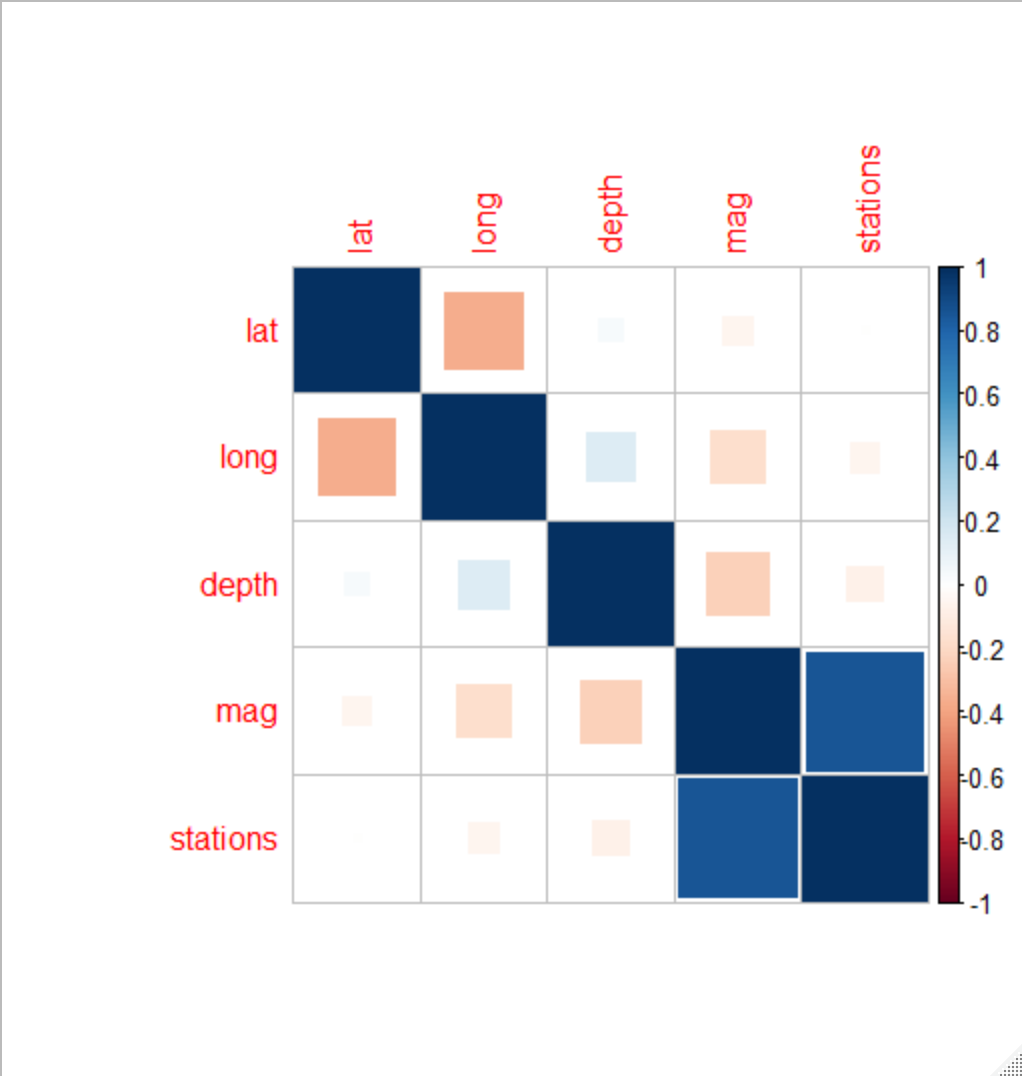 lat
long
depth
mag
stations
lat
long
depth
mag
stations
1
0.8
0.6
0.4
0.2
0
-0.2
-0.4
-0.6
-0.8
-1